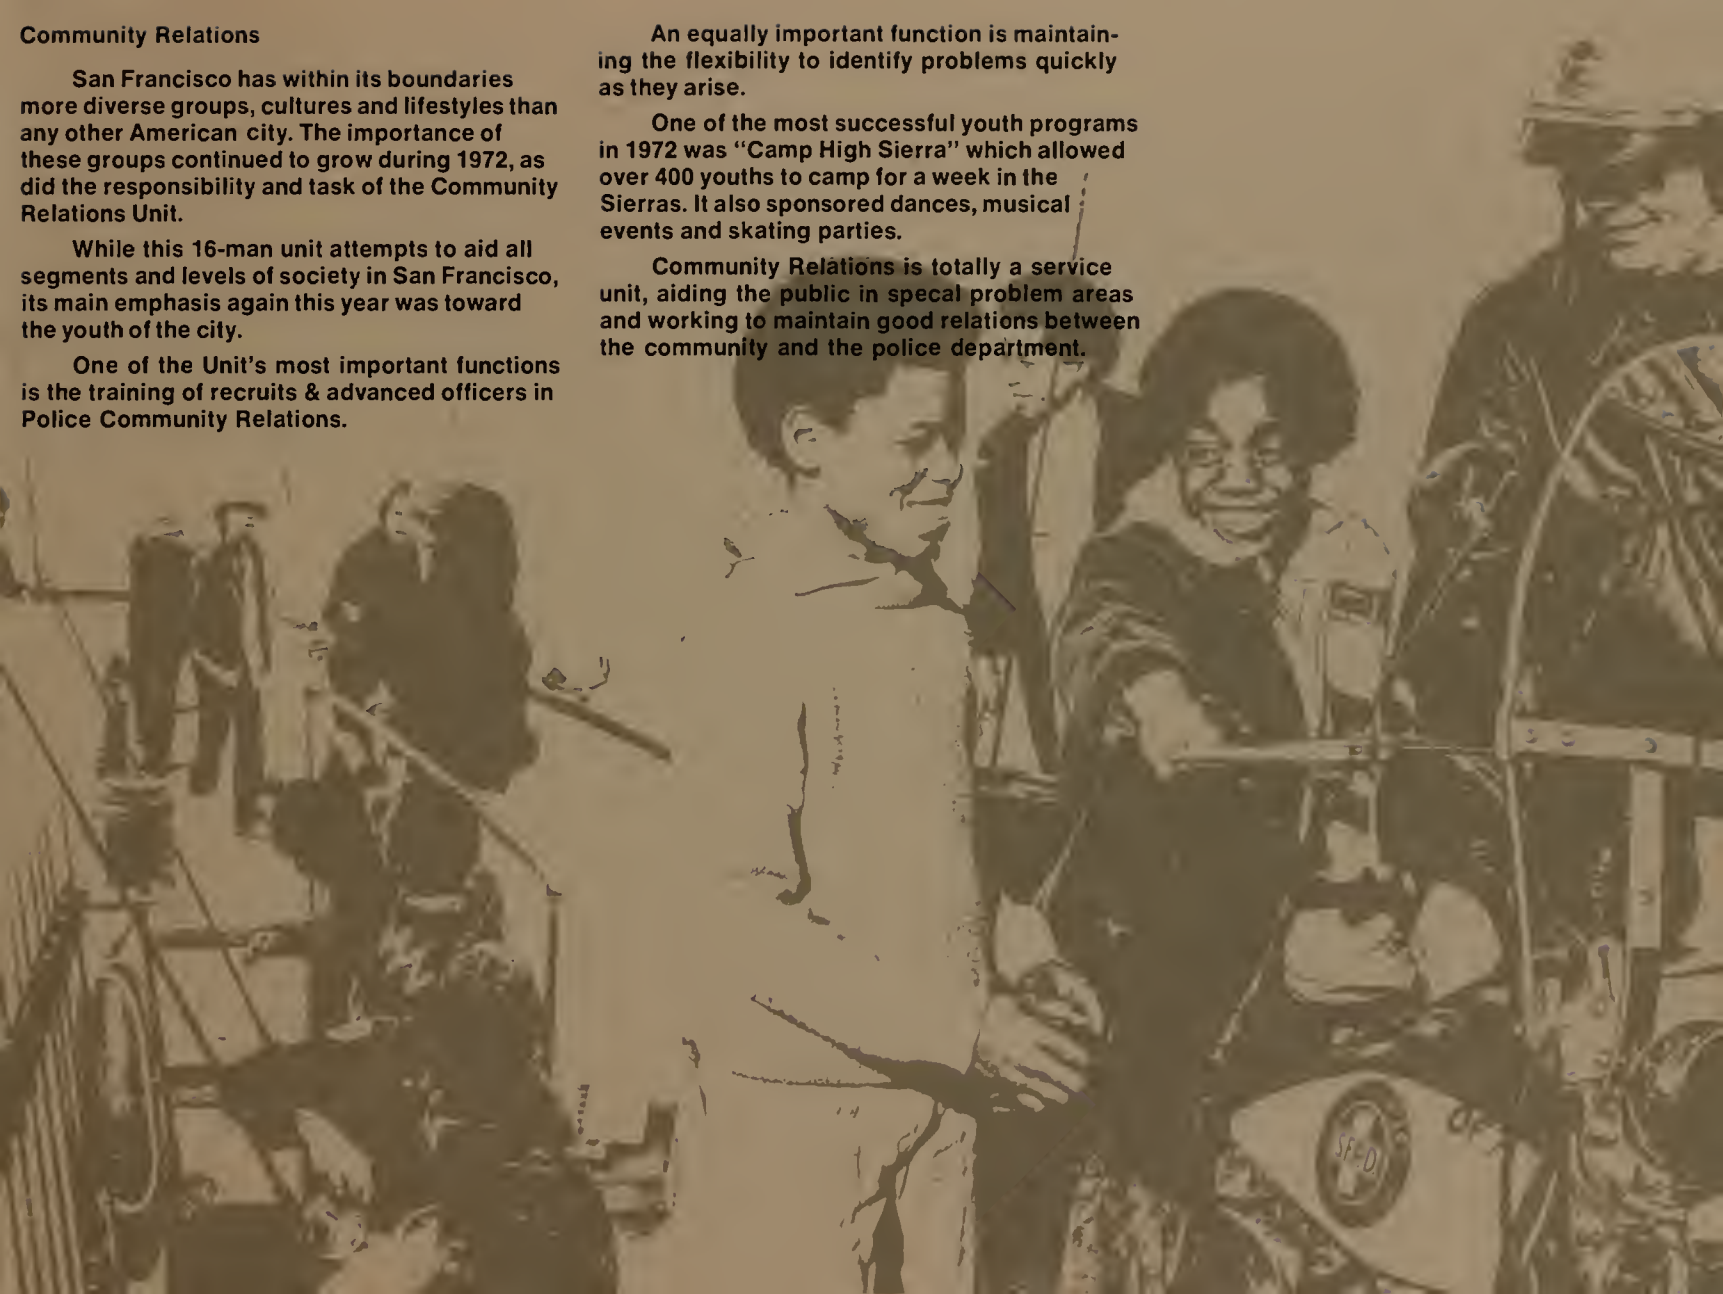 Community Relations
San Francisco has within its boundaries
more diverse groups, cultures and lifestyles than
any other American city. The importance of
these groups continued to grow during 1972, as
did the responsibility and task of the Community
Relations Unit.
While this 16-man unit attempts to aid all
segments and levels of society in San Francisco,
its main emphasis again this year was toward
the youth of the city.
One of the Unit's most important functions
is the training of recruits & advanced officers in
Police Community Relations.
An equally important function is maintain-
ing the flexibility to identify problems quickly
as they arise.
One of the most successful youth programs
in 1972 was "Camp High Sierra" which allowed
over 400 youths to camp for a week in the
Sierras. It also sponsored dances, musical
events and skating parties.
Community Relations is totally a service
unit, aiding the public in specal problem areas
and working to maintain good relations between
the community and the police department.